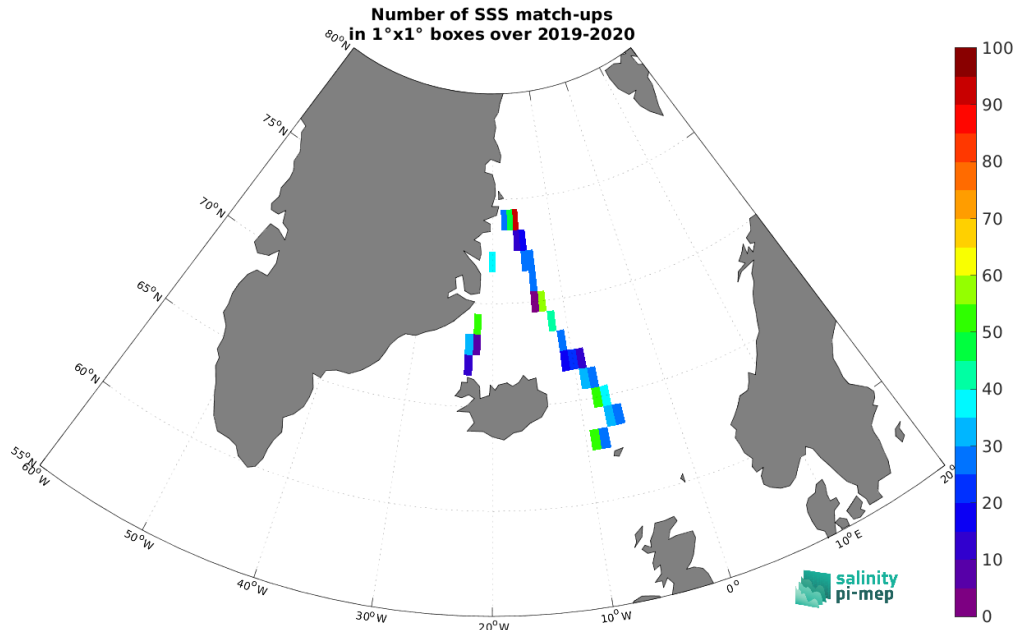 Number of SSS match-ups
in 1°x1° boxes over 2019-2020
80°N
75°N
70°N
65°N
60°N
55°N
60°W
50°W
40°W
30°W
20°W
10°W
0°
10°E
20°
100
90
80
70
60
50
40
30
20
10
0
salinity
pi-mep